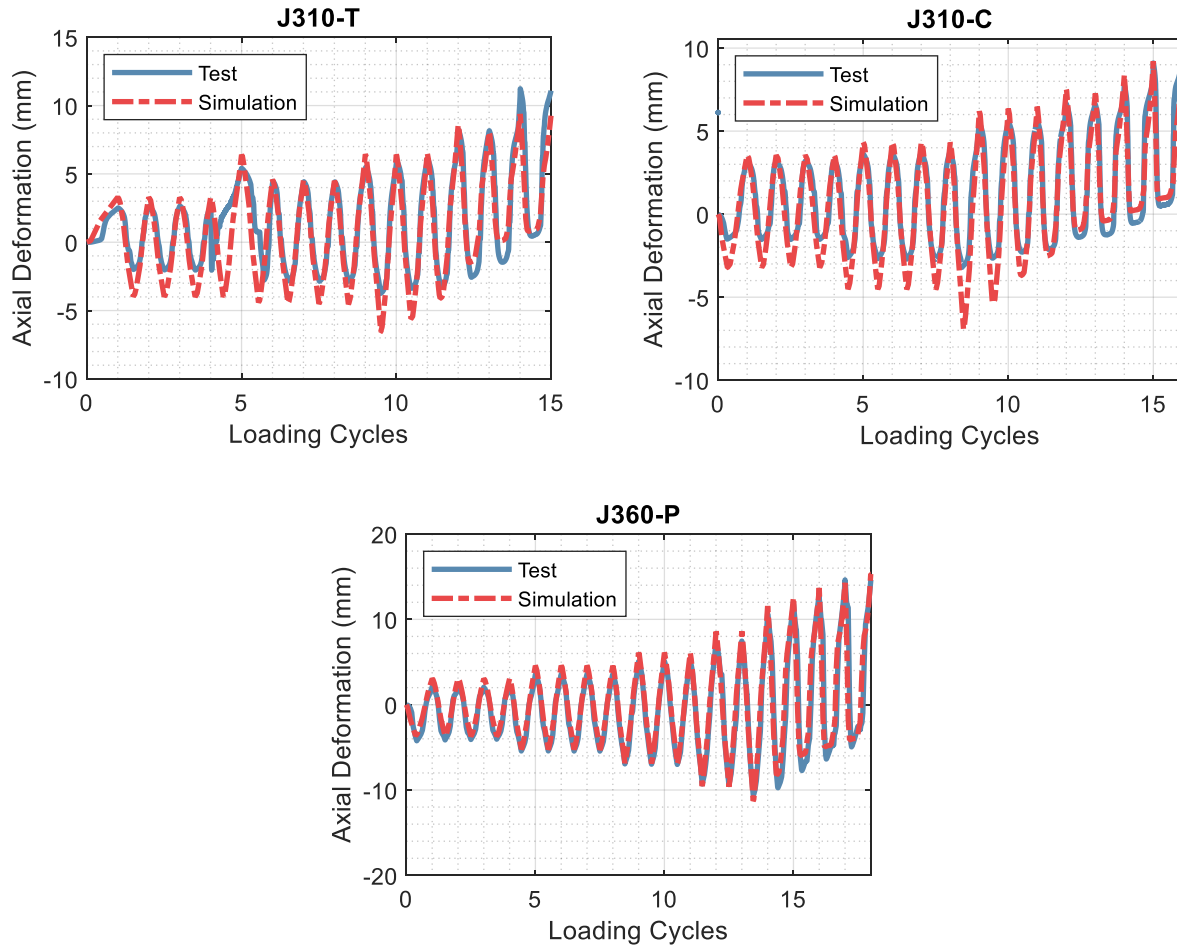 J310-T
15
10
5
0
-5
-10
Axial Deformation (mm)
Test
Simulation
0 5 10 15
Loading Cycles
J310-C
10
5
0
-5
-10
Axial Deformation (mm)
Test
Simulation
0 5 10 15
Loading Cycles
J360-P
20
10
0
-10
-20
Axial Deformation (mm)
Test
Simulation
0 5 10 15
Loading Cycles